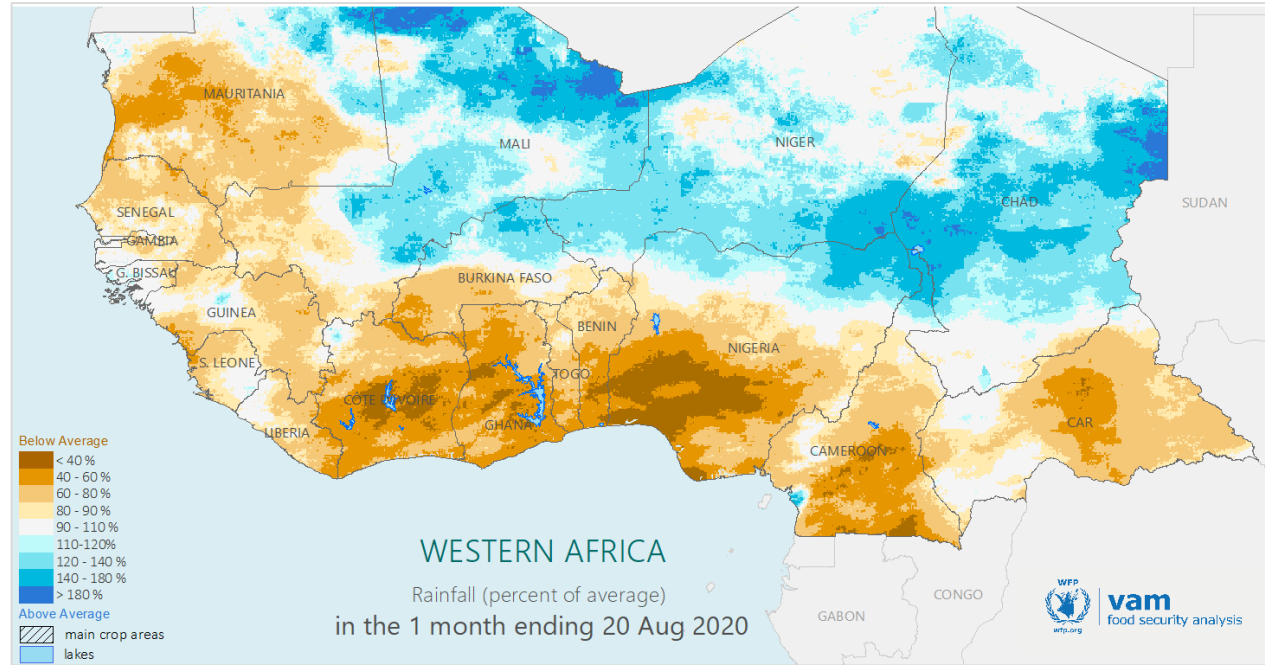 MAURITANIA
MALI
NIGER
CHAD
SUDAN
SENEGAL
GAMBIA
G. BISSAU
BURKINA FASO
GUINEA
BENIN
NIGERIA
S. LEONE
TOGO
COTE D'IVOIRE
GHANA
LIBERIA
CAR
CAMEROON
GABON
CONGO
Below Average
< 40 %
40 - 60 %
60 - 80 %
80 - 90 %
90 - 110 %
110-120%
120 - 140 %
140 - 180 %
> 180 %
Above Average
main crop areas
lakes
WESTERN AFRICA
Rainfall (percent of average)
in the 1 month ending 20 Aug 2020
WFP
wfp.org
vam
food security analysis